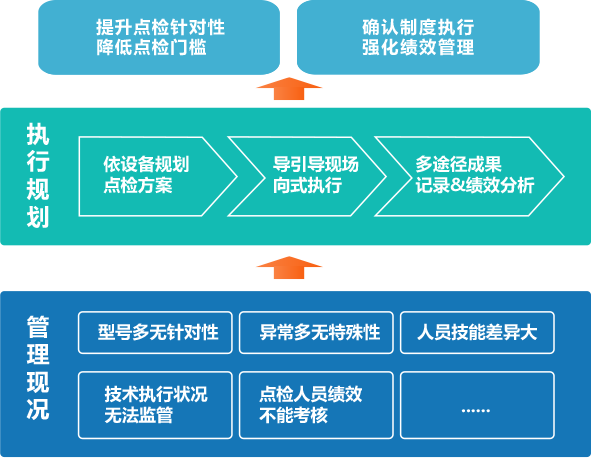 提升点检针对性
降低点检门槛
确认制度执行
强化绩效管理
执行规划
依设备规划
点检方案
导引导现场
向式执行
多途径成果
记录&绩效分析
管理现况
型号多无针对性
异常多无特殊性
人员技能差异大
技术执行状况
无法监管
点检人员绩效
不能考核
......